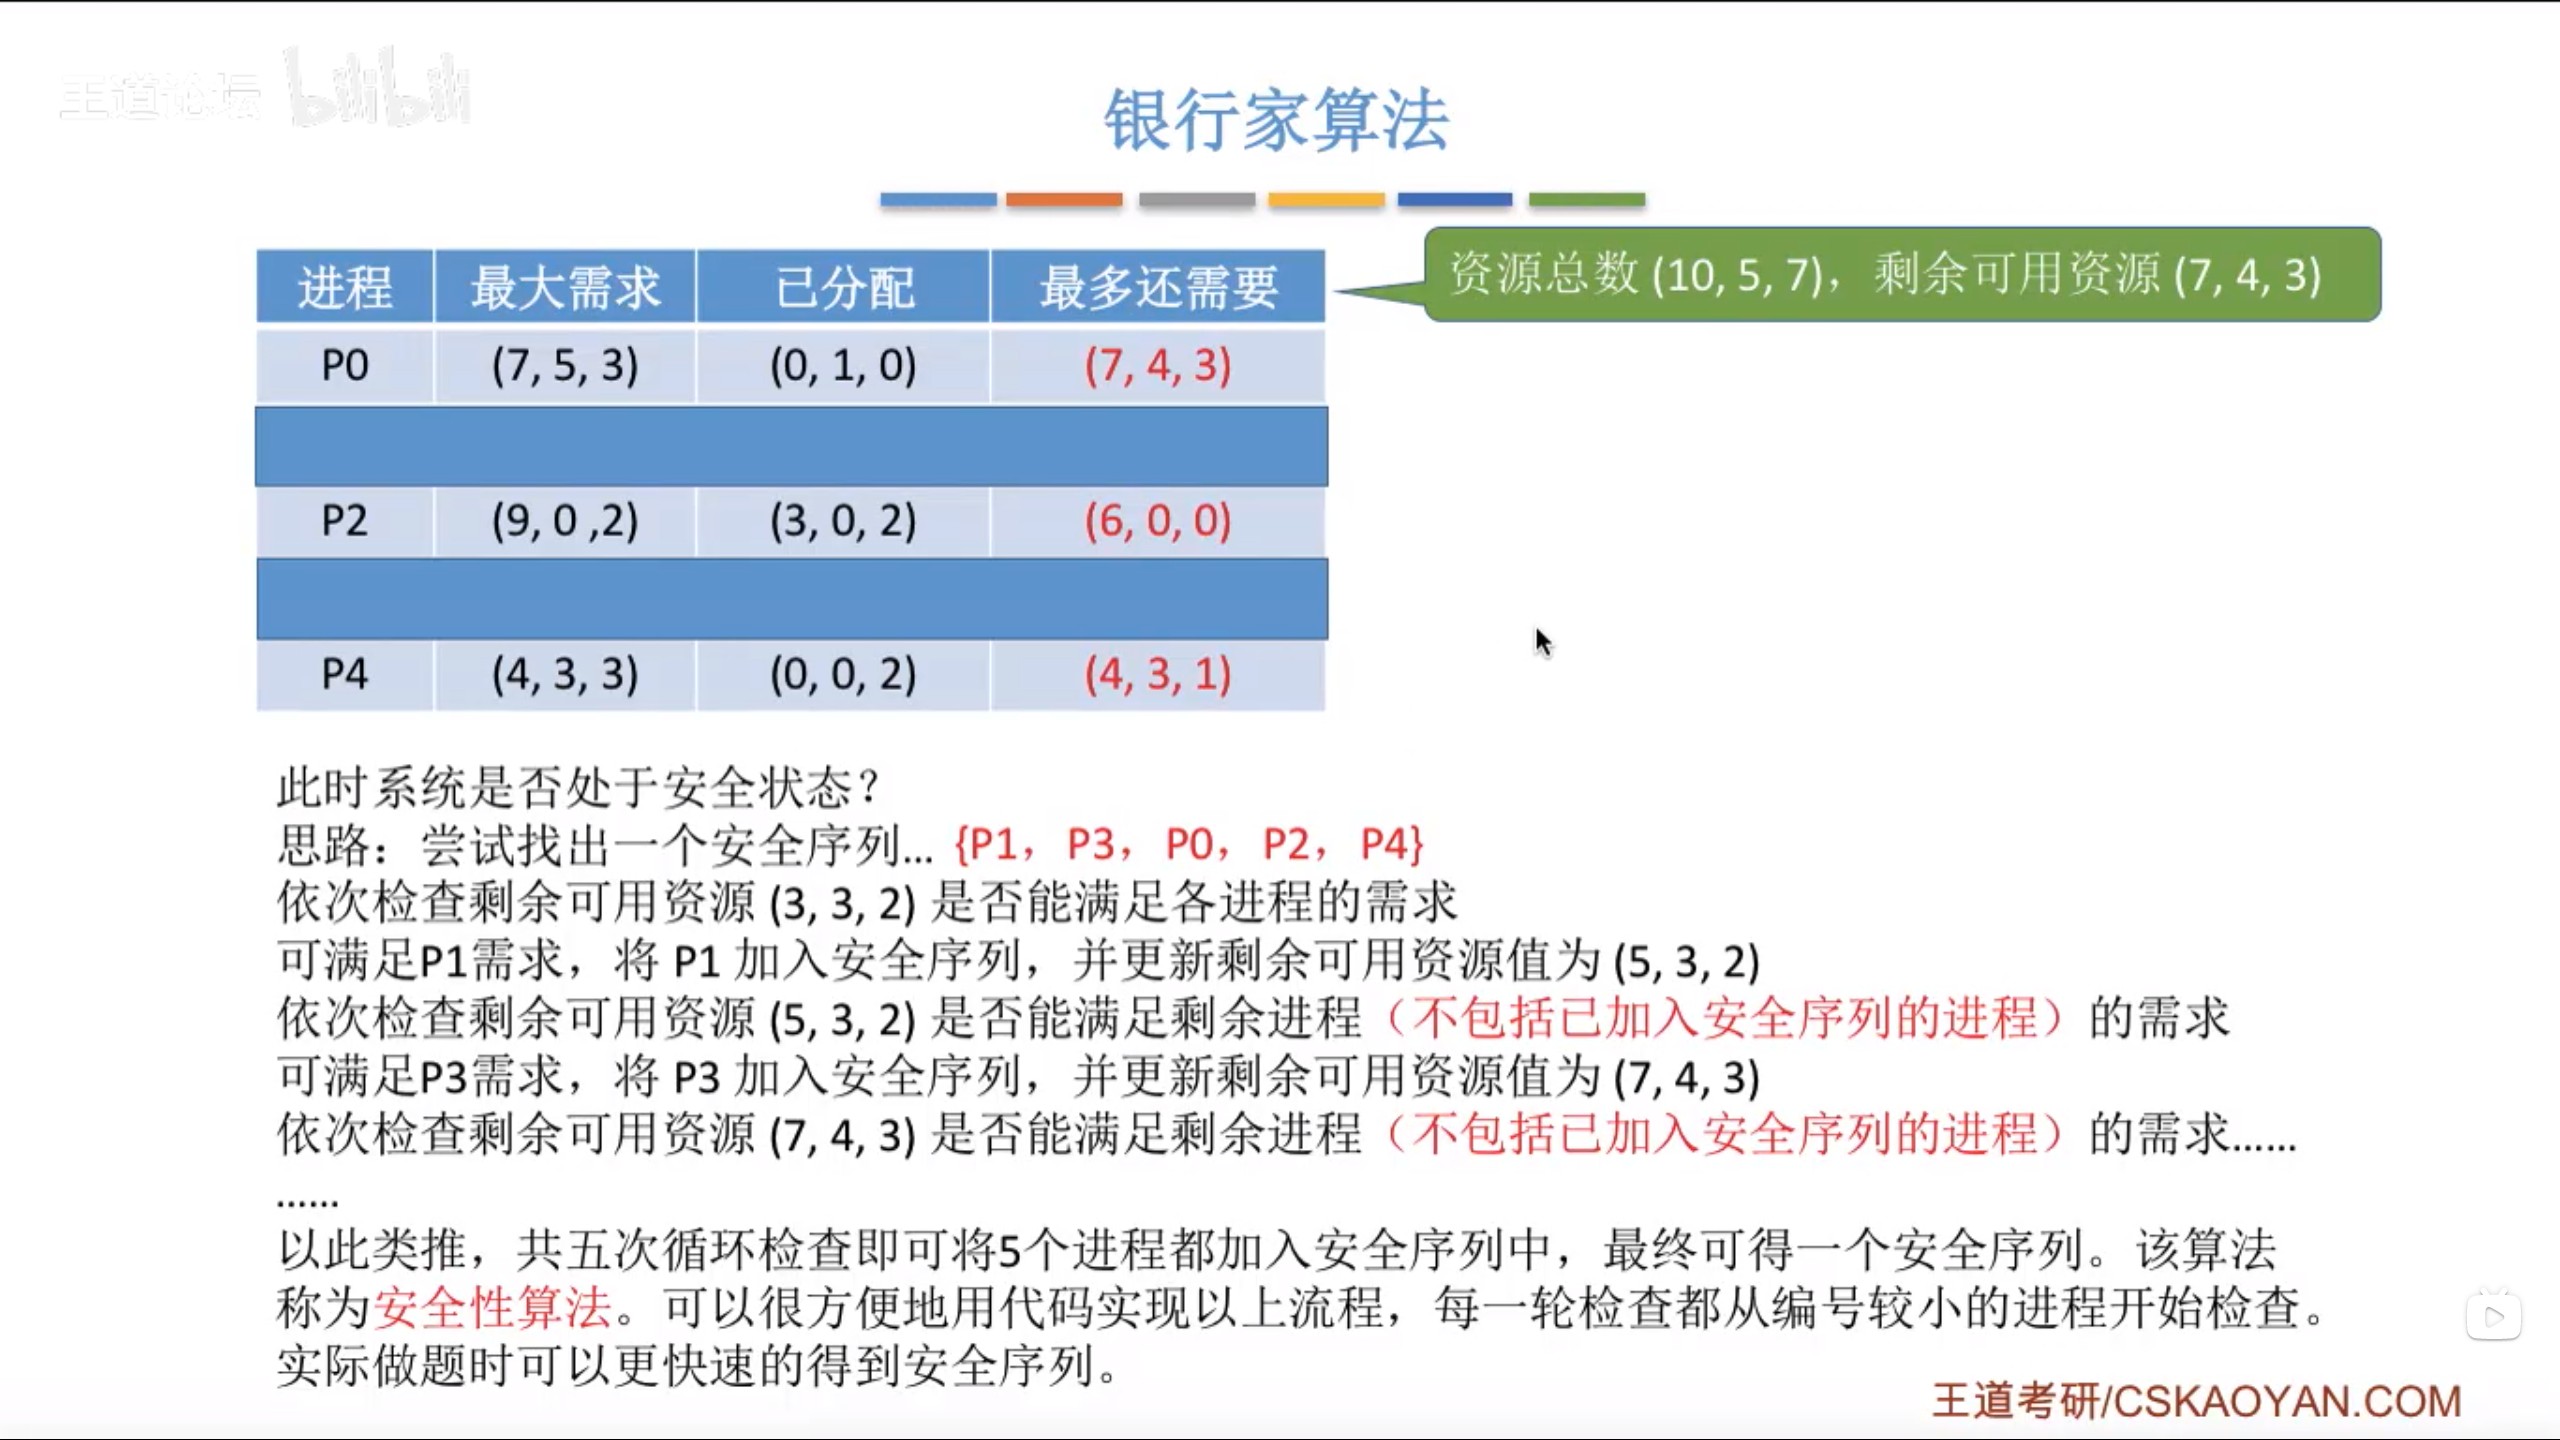 王道论坛 bilibili
银行家算法
资源总数 (10, 5, 7)，剩余可用资源 (7, 4, 3)
进程 最大需求 已分配 最多还需要
P0 (7, 5, 3) (0, 1, 0) (7, 4, 3)
P2 (9, 0 ,2) (3, 0, 2) (6, 0, 0)
P4 (4, 3, 3) (0, 0, 2) (4, 3, 1)
此时系统是否处于安全状态？
思路：尝试找出一个安全序列... {P1，P3，P0，P2，P4}
依次检查剩余可用资源 (3, 3, 2) 是否能满足各进程的需求
可满足P1需求，将 P1 加入安全序列，并更新剩余可用资源值为 (5, 3, 2)
依次检查剩余可用资源 (5, 3, 2) 是否能满足剩余进程（不包括已加入安全序列的进程）的需求
可满足P3需求，将 P3 加入安全序列，并更新剩余可用资源值为 (7, 4, 3)
依次检查剩余可用资源 (7, 4, 3) 是否能满足剩余进程（不包括已加入安全序列的进程）的需求......
......
以此类推，共五次循环检查即可将5个进程都加入安全序列中，最终可得一个安全序列。该算法
称为安全性算法。可以很方便地用代码实现以上流程，每一轮检查都从编号较小的进程开始检查。
实际做题时可以更快速的得到安全序列。
王道考研/CSKAOYAN.COM